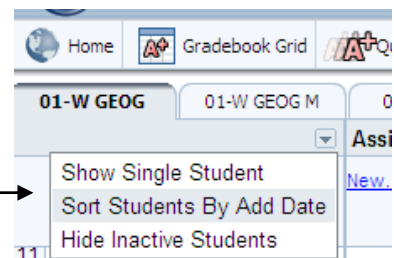 Home Gradebook Grid
01-W GEOG 01-W GEOG M
Show Single Student
New.
Sort Students By Add Date
Hide Inactive Students
11